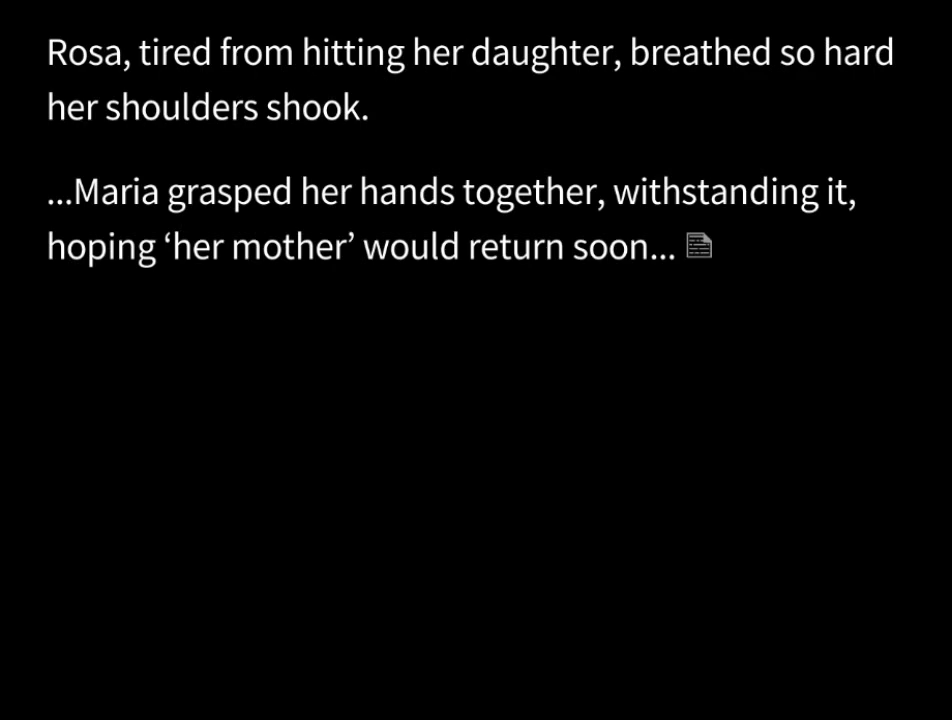 Rosa, tired from hitting her daughter, breathed so hard
her shoulders shook.
...Maria grasped her hands together, withstanding it,
hoping ‘her mother’ would return soon...